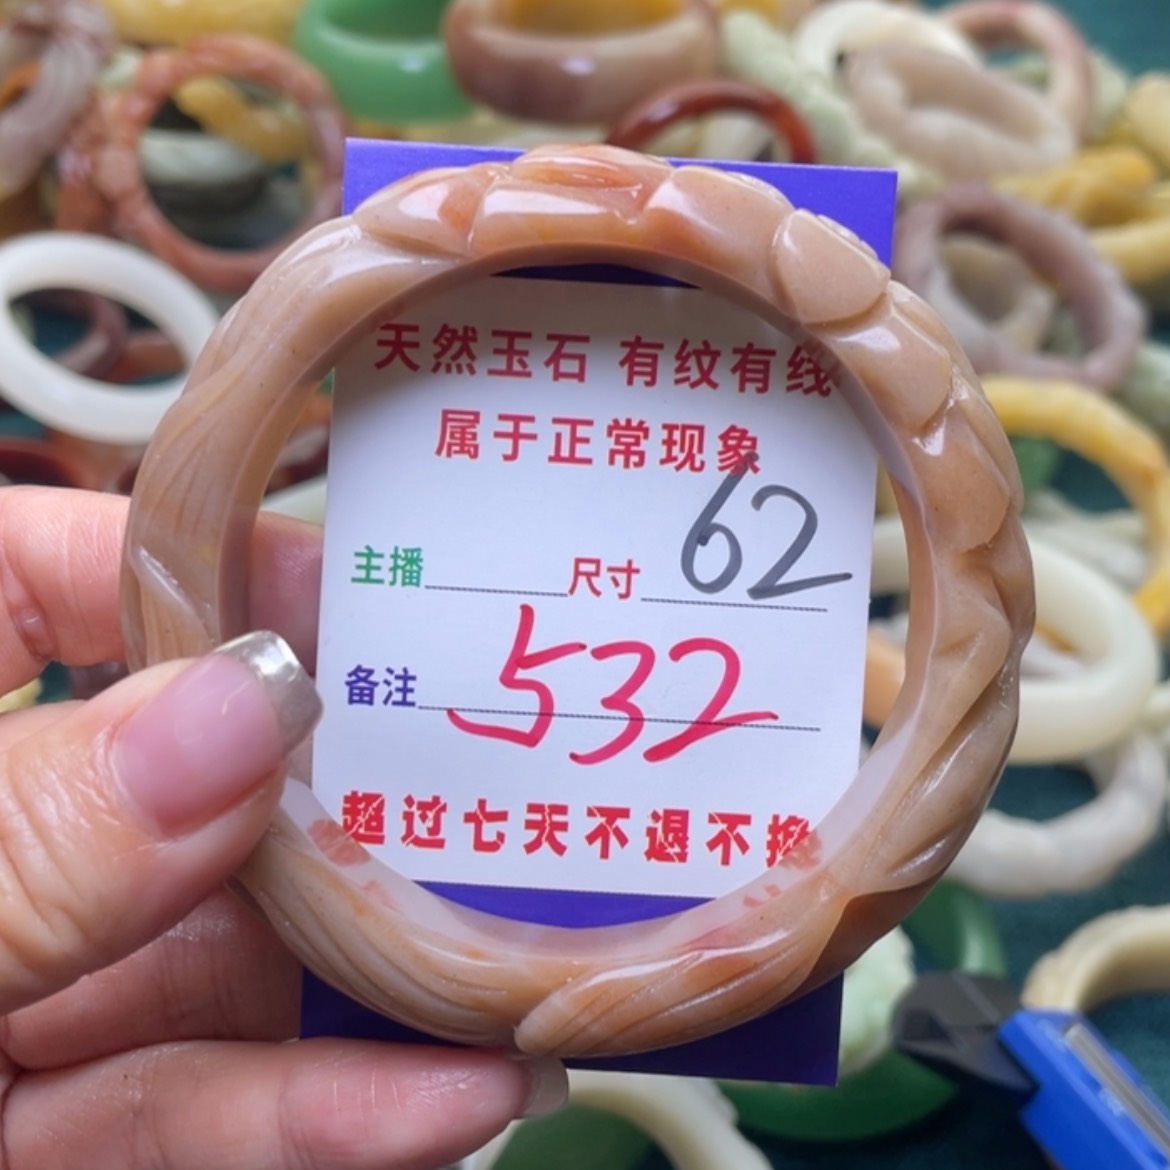 天然玉石 有纹有线
属于正常现象
主播 尺寸 62
备注 532
超过七天不退不换